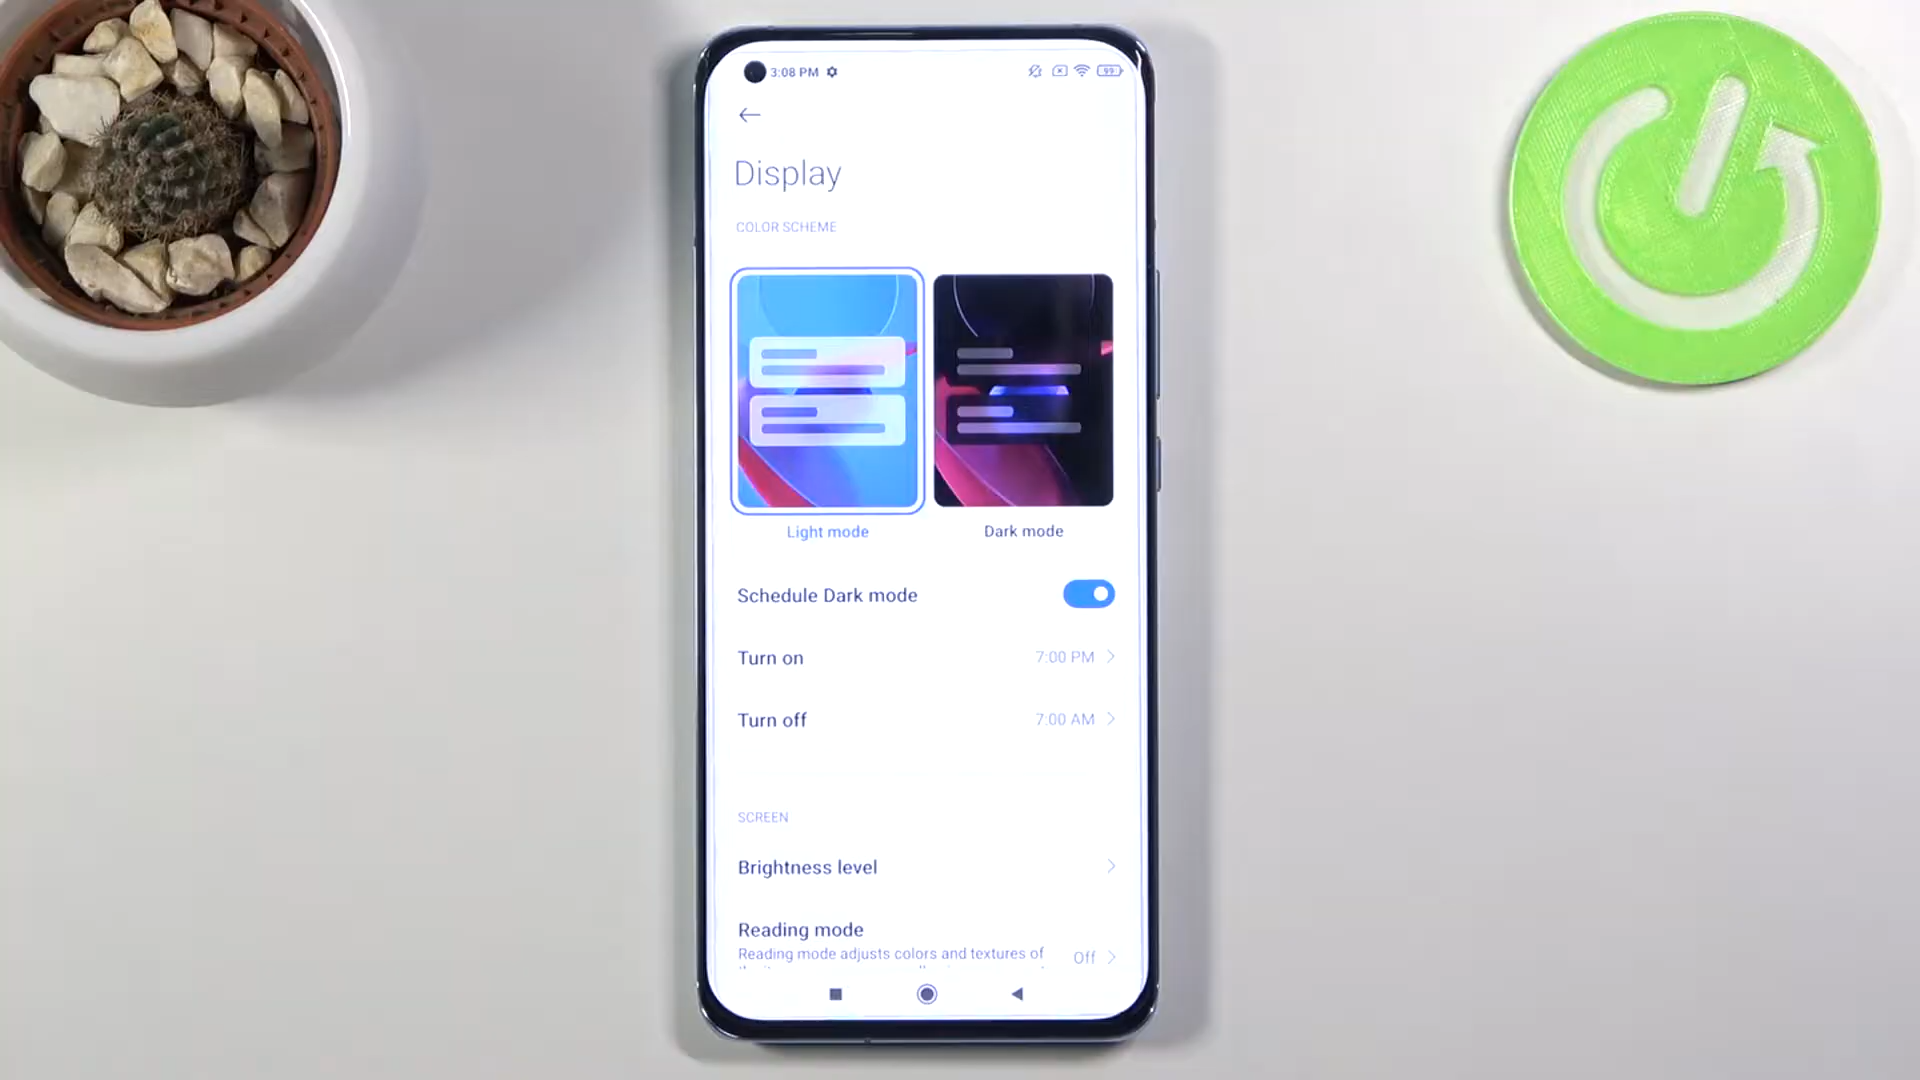 3:08 PM
99
Display
COLOR SCHEME
Light mode
Dark mode
Schedule Dark mode
Turn on
7:00 PM
Turn off
7:00 AM
SCREEN
Brightness level
Reading mode
Reading mode adjusts colors and textures of
Off